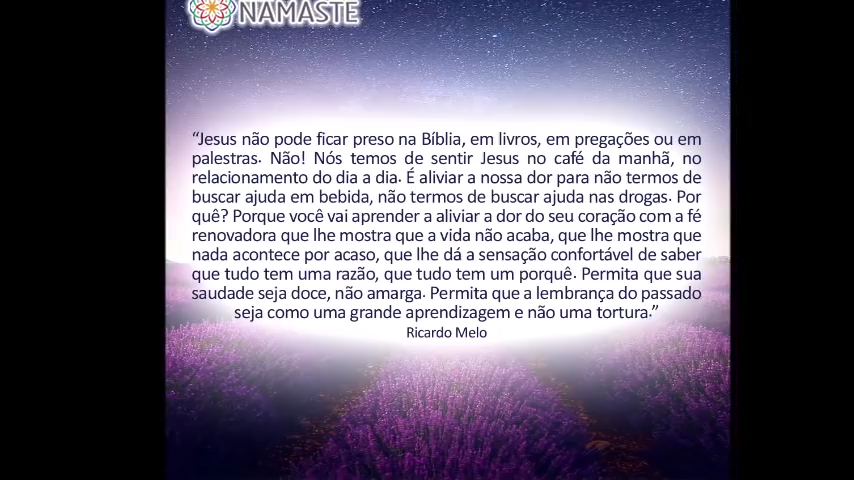 NAMASTE
“Jesus não pode ficar preso na Bíblia, em livros, em pregações ou em
palestras. Não! Nós temos de sentir Jesus no café da manhã, no
relacionamento do dia a dia. É aliviar a nossa dor para não termos de
buscar ajuda em bebida, não termos de buscar ajuda nas drogas. Por
quê? Porque você vai aprender a aliviar a dor do seu coração com a fé
renovadora que lhe mostra que a vida não acaba, que lhe mostra que
nada acontece por acaso, que lhe dá a sensação confortável de saber
que tudo tem uma razão, que tudo tem um porquê. Permita que sua
saudade seja doce, não amarga. Permita que a lembrança do passado
seja como uma grande aprendizagem e não uma tortura.”
Ricardo Melo